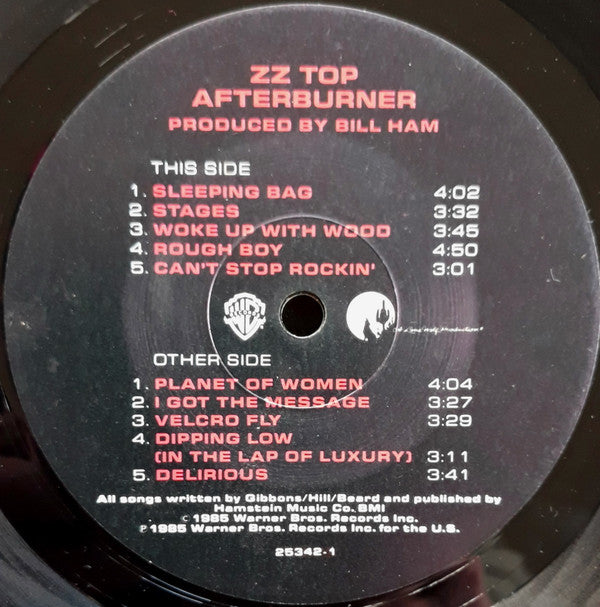 ZZ TOP
AFTERBURNER
PRODUCED BY BILL HAM
THIS SIDE
1. SLEEPING BAG 4:02
2. STAGES 3:32
3. WOKE UP WITH WOOD 3:45
4. ROUGH BOY 4:50
5. CAN'T STOP ROCKIN' 3:01
A Lone Wolf Production
OTHER SIDE
1. PLANET OF WOMEN 4:04
2. I GOT THE MESSAGE 3:27
3. VELCRO FLY 3:29
4. DIPPING LOW
(IN THE LAP OF LUXURY) 3:11
5. DELIRIOUS 3:41
All songs written by Gibbons/Hill/Beard and published by
Hamstein Music Co. BMI
© 1985 Warner Bros. Records Inc.
℗ 1985 Warner Bros. Records Inc. for the U.S.
25342-1